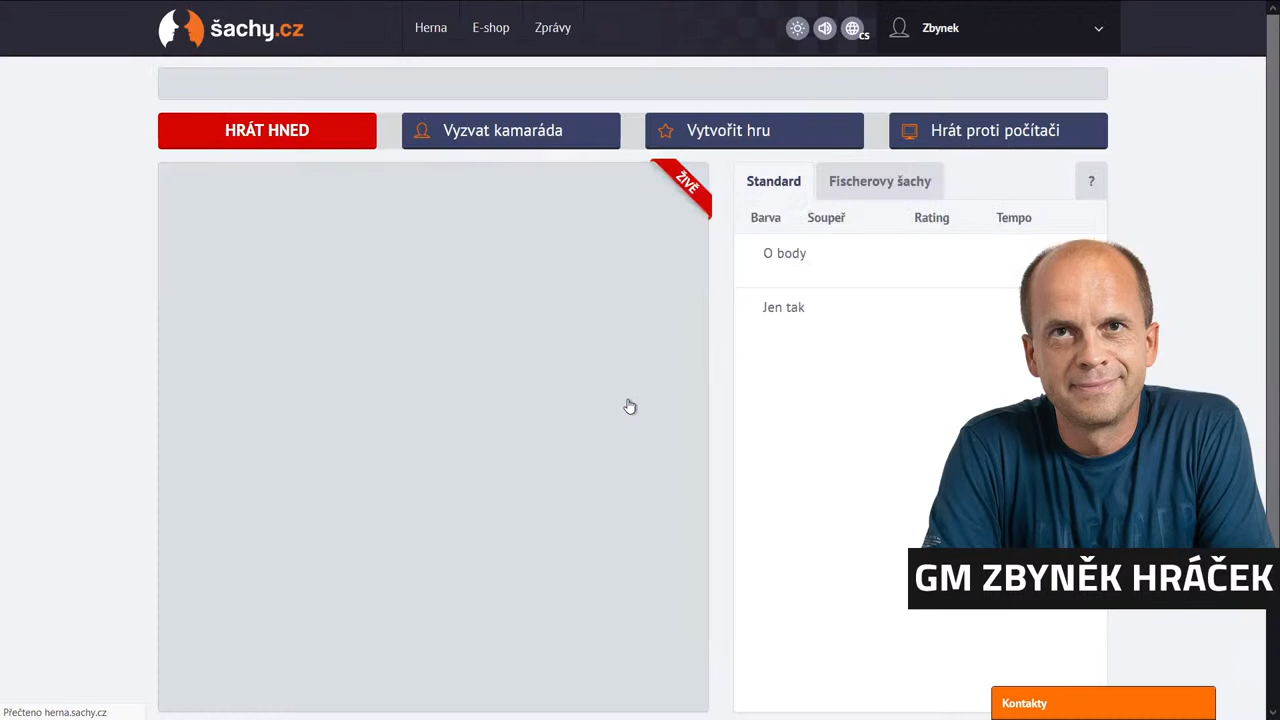 šachy.cz
Herna
E-shop
Zprávy
cs
Zbynek
HRÁT HNED
Vyzvat kamaráda
Vytvořit hru
Hrát proti počítači
ŽIVĚ
Standard
Fischerovy šachy
?
Barva
Soupeř
Rating
Tempo
O body
Jen tak
GM ZBYNĚK HRÁČEK
Kontakty
Přečteno herna.sachy.cz